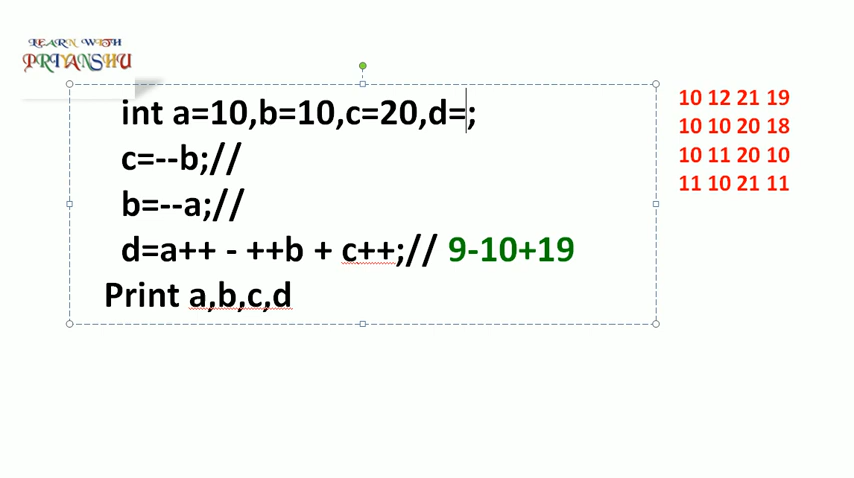 LEARN WITH
PRIYANSHU
int a=10,b=10,c=20,d=;
c=--b;//
b=--a;//
d=a++ - ++b + c++;// 9-10+19
Print a,b,c,d
10 12 21 19
10 10 20 18
10 11 20 10
11 10 21 11